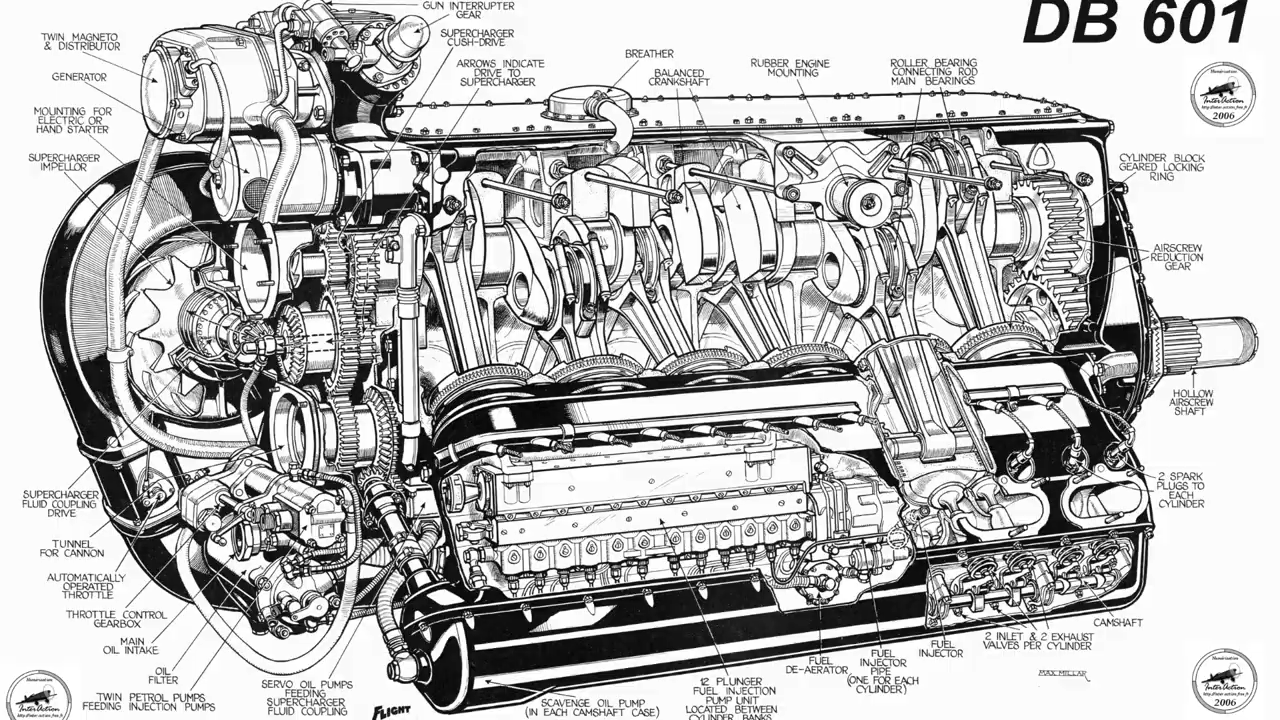 DB 601
GUN INTERRUPTER
GEAR
TWIN MAGNETO
& DISTRIBUTOR
SUPERCHARGER
CUSH-DRIVE
GENERATOR
ARROWS INDICATE
DRIVE TO
SUPERCHARGER
BREATHER
BALANCED
CRANKSHAFT
RUBBER ENGINE
MOUNTING
ROLLER BEARING
CONNECTING ROD
MAIN BEARINGS
InterAction
2006
MOUNTING FOR
ELECTRIC OR
HAND STARTER
SUPERCHARGER
IMPELLOR
CYLINDER BLOCK
GEARED LOCKING
RING
AIRSCREW
REDUCTION
GEAR
HOLLOW
AIRSCREW
SHAFT
2 SPARK
PLUGS TO
EACH
CYLINDER
SUPERCHARGER
FLUID COUPLING
DRIVE
TUNNEL
FOR CANNON
AUTOMATICALLY
OPERATED
THROTTLE
THROTTLE CONTROL
GEARBOX
MAIN
OIL INTAKE
OIL
FILTER
TWIN PETROL PUMPS
FEEDING INJECTION PUMPS
SERVO OIL PUMPS
FEEDING
SUPERCHARGER
FLUID COUPLING
FLIGHT
SCAVENGE OIL PUMP
(IN EACH CAMSHAFT CASE)
12 PLUNGER
FUEL INJECTION
PUMP UNIT
LOCATED BETWEEN
CYLINDER BANKS
FUEL
DE-AERATOR
FUEL
INJECTOR
PIPE
(ONE FOR EACH
CYLINDER)
FUEL
INJECTOR
2 INLET & 2 EXHAUST
VALVES PER CYLINDER
CAMSHAFT
MAX MILLAR
InterAction
InterAction
2006